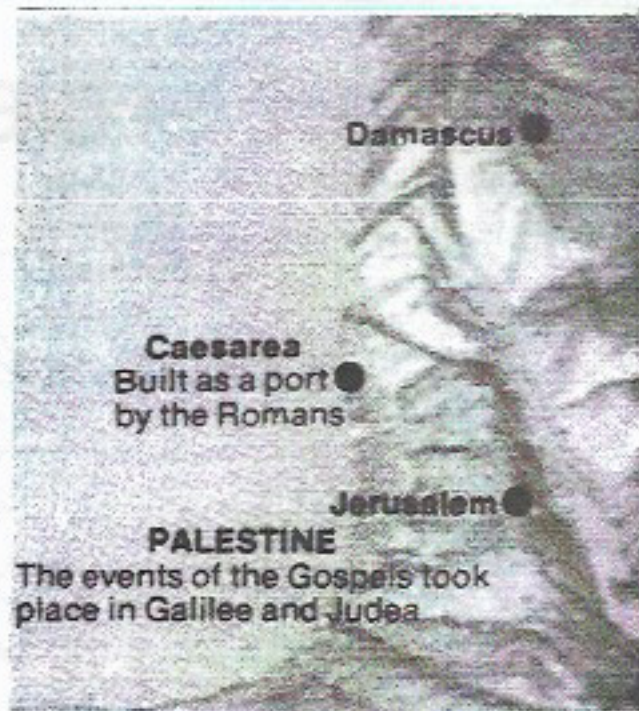 Damascus
Caesarea
Built as a port
by the Romans
Jerusalem
PALESTINE
The events of the Gospels took
place in Galilee and Judea